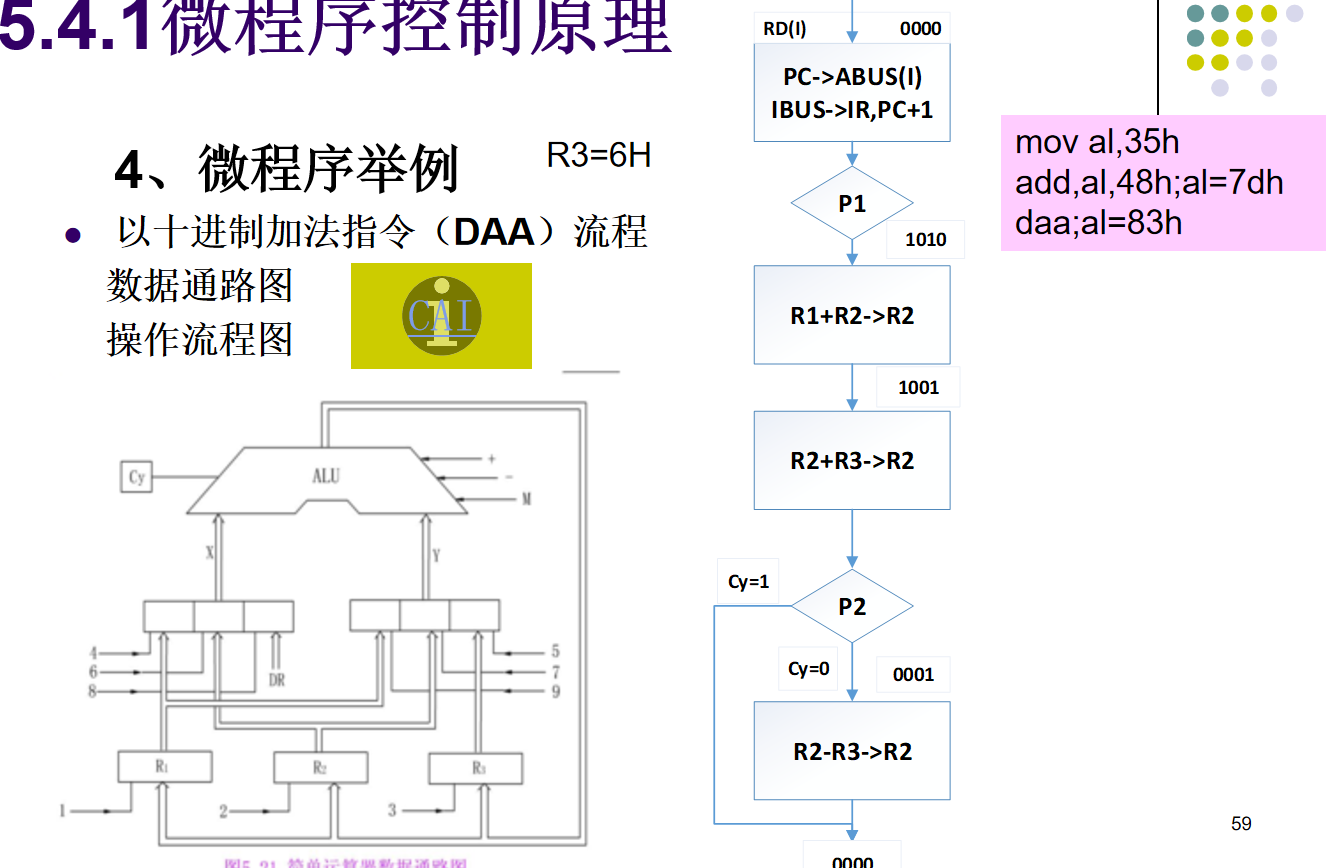 5.4.1微程序控制原理
4、微程序举例
R3=6H
以十进制加法指令（DAA）流程
数据通路图
操作流程图
CAI
ALU
Cy
+
-
M
X
Y
4
6
8
DR
5
7
9
R1
R2
R3
1
2
3
图5.21 简单运算器数据通路图
RD(I)
0000
PC->ABUS(I)
IBUS->IR,PC+1
P1
1010
R1+R2->R2
1001
R2+R3->R2
Cy=1
P2
Cy=0
0001
R2-R3->R2
0000
mov al,35h
add,al,48h;al=7dh
daa;al=83h
59